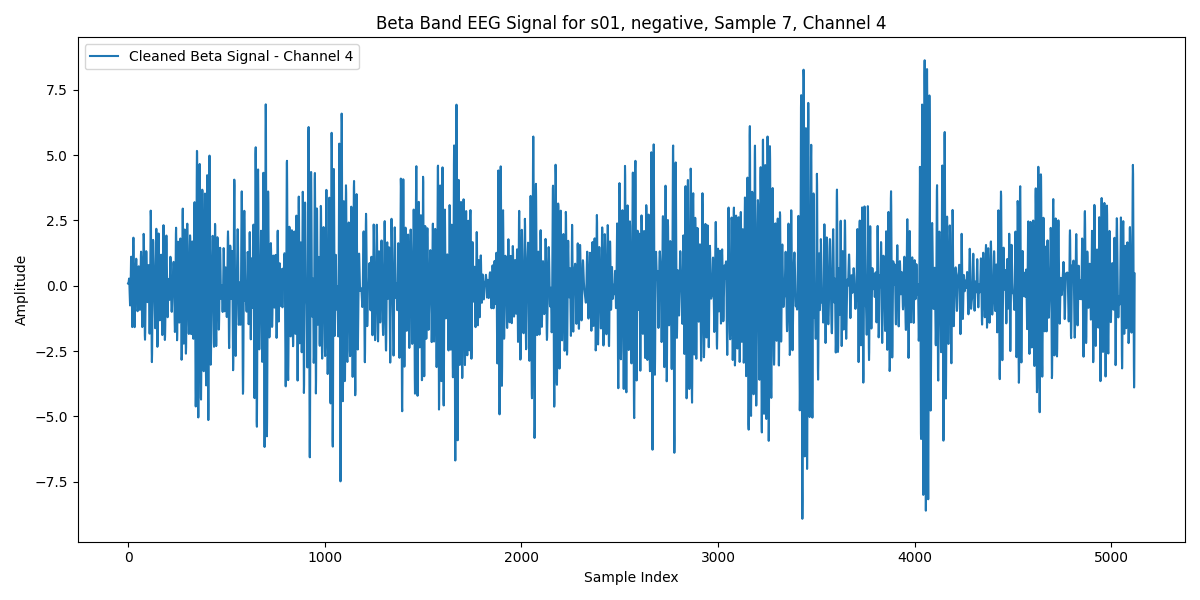 Beta Band EEG Signal for s01, negative, Sample 7, Channel 4
Cleaned Beta Signal - Channel 4
Amplitude
7.5
5.0
2.5
0.0
−2.5
−5.0
−7.5
0 1000 2000 3000 4000 5000
Sample Index